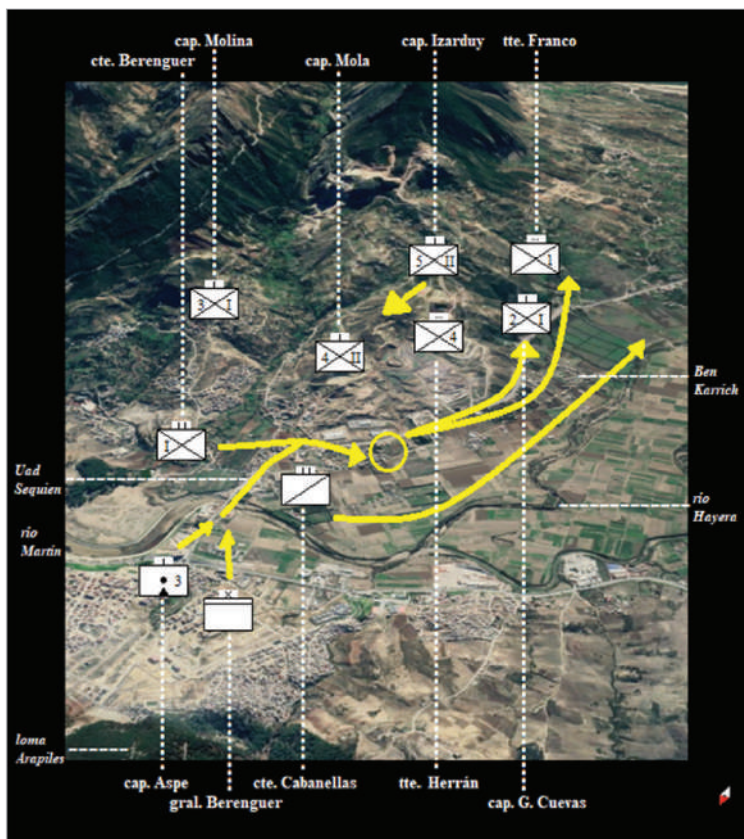 cap. Molina
cap. Izarduy
tte. Franco
cte. Berenguer
cap. Mola
5 II
1
3 I
2 I
4
4 II
Ben
Karrich
I
Uad
Sequien
río
Hayera
río
Martín
3
loma
Arapiles
cap. Aspe
cte. Cabanellas
tte. Herrán
gral. Berenguer
cap. G. Cuevas